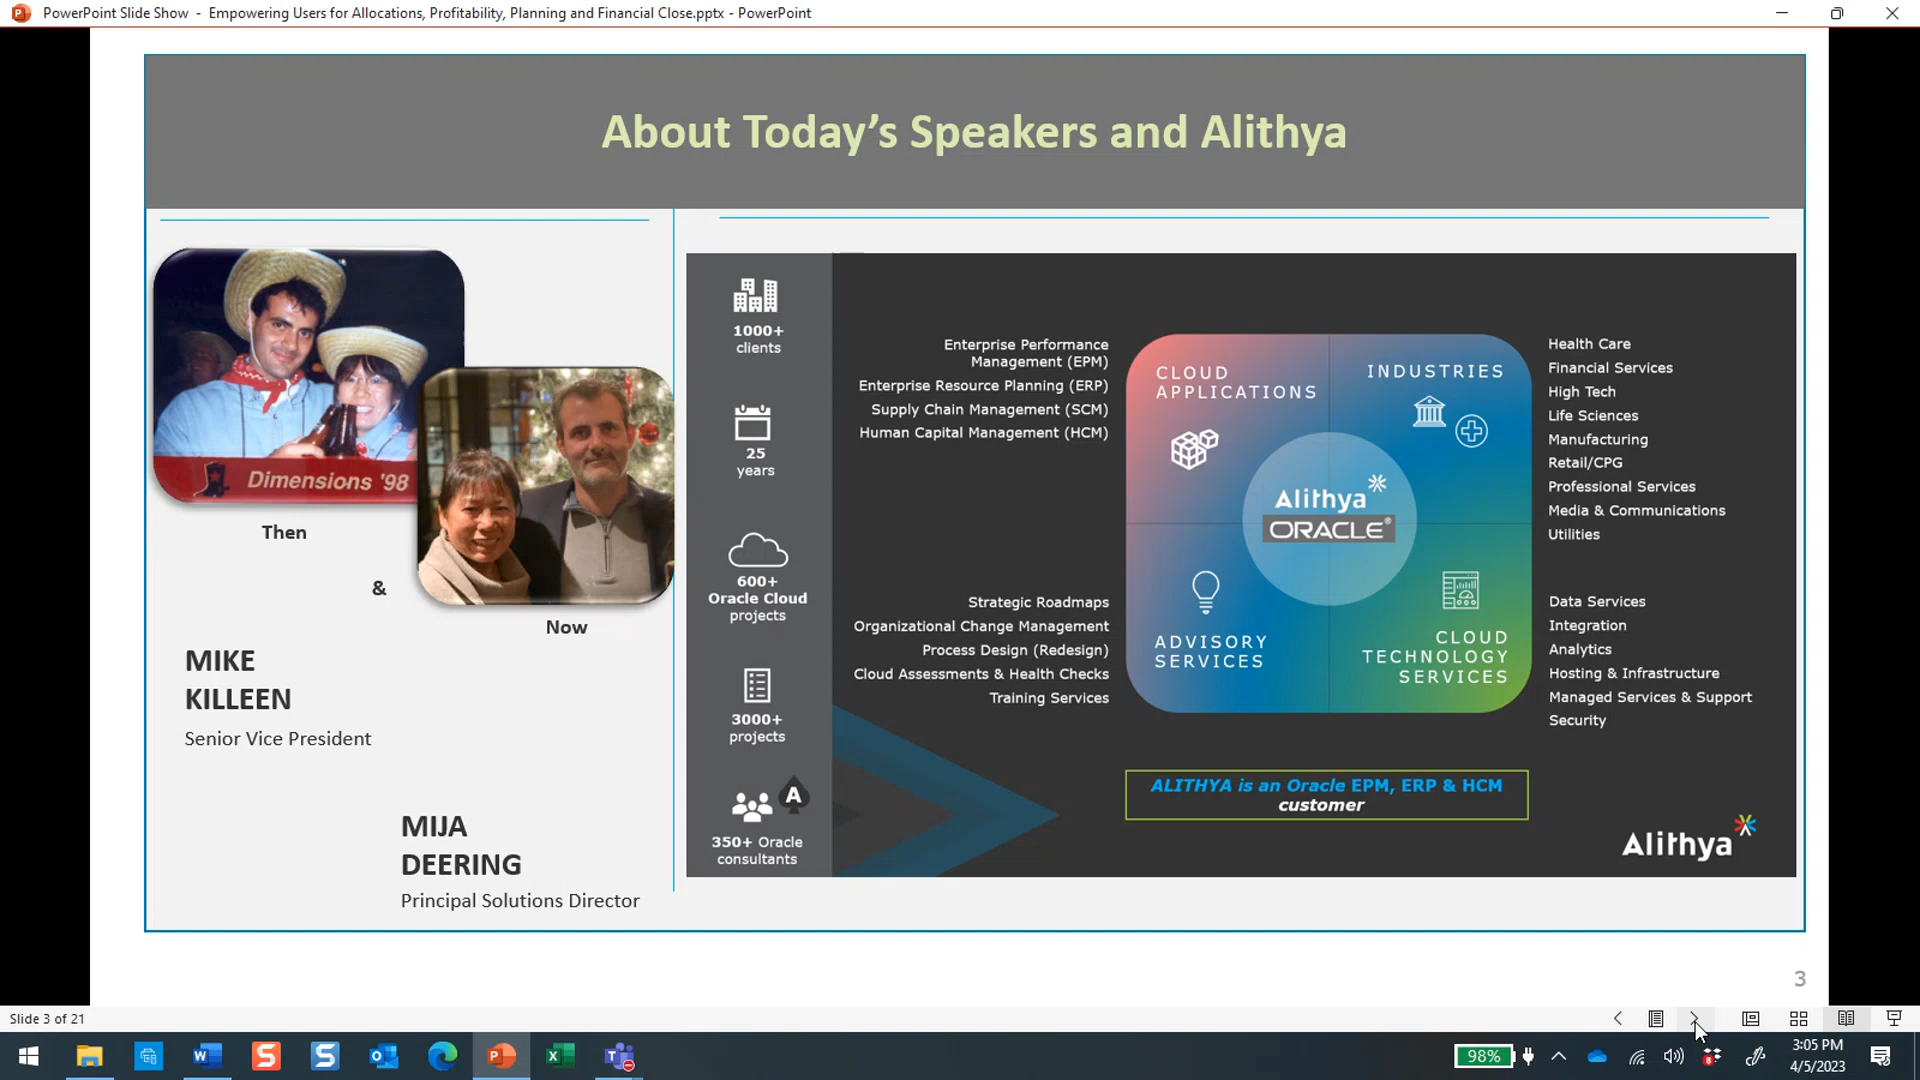 PowerPoint Slide Show - Empowering Users for Allocations, Profitability, Planning and Financial Close.pptx - PowerPoint
About Today's Speakers and Alithya
Dimensions '98
Then
&
Now
MIKE
KILLEEN
Senior Vice President
MIJA
DEERING
Principal Solutions Director
1000+
clients
25
years
600+
Oracle Cloud
projects
3000+
projects
A
350+ Oracle
consultants
Enterprise Performance
Management (EPM)
Enterprise Resource Planning (ERP)
Supply Chain Management (SCM)
Human Capital Management (HCM)
CLOUD
APPLICATIONS
INDUSTRIES
Health Care
Financial Services
High Tech
Life Sciences
Manufacturing
Retail/CPG
Professional Services
Media & Communications
Utilities
Alithya
ORACLE®
Strategic Roadmaps
Organizational Change Management
Process Design (Redesign)
Cloud Assessments & Health Checks
Training Services
ADVISORY
SERVICES
CLOUD
TECHNOLOGY
SERVICES
Data Services
Integration
Analytics
Hosting & Infrastructure
Managed Services & Support
Security
ALITHYA is an Oracle EPM, ERP & HCM
customer
Alithya
3
Slide 3 of 21
98%
3:05 PM
4/5/2023